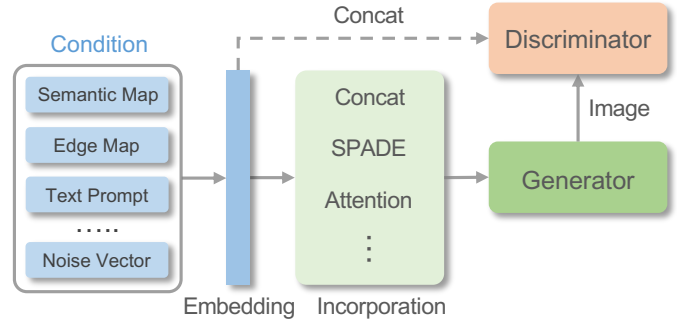 Condition
Semantic Map
Edge Map
Text Prompt
.....
Noise Vector
Embedding
Concat
Concat
SPADE
Attention
⋮
Incorporation
Discriminator
Image
Generator